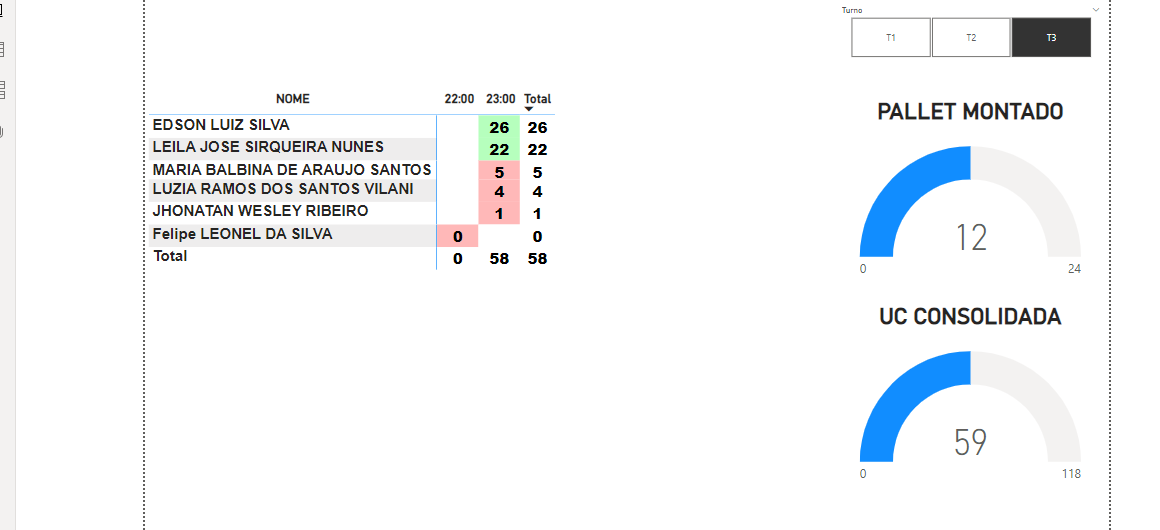 Turno
T1 T2 T3
NOME 22:00 23:00 Total
EDSON LUIZ SILVA 26 26
LEILA JOSE SIRQUEIRA NUNES 22 22
MARIA BALBINA DE ARAUJO SANTOS 5 5
LUZIA RAMOS DOS SANTOS VILANI 4 4
JHONATAN WESLEY RIBEIRO 1 1
Felipe LEONEL DA SILVA 0 0
Total 0 58 58
PALLET MONTADO
12
0 24
UC CONSOLIDADA
59
0 118